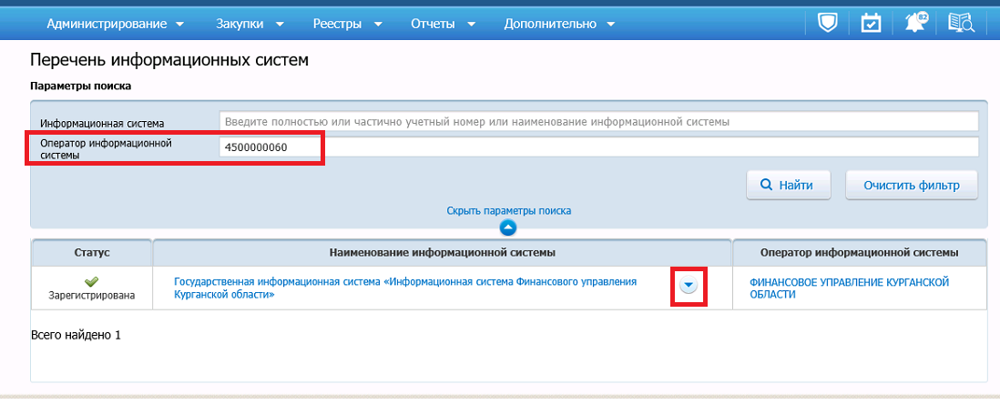 Администрирование Закупки Реестры Отчеты Дополнительно 82
Перечень информационных систем
Параметры поиска
Информационная система Введите полностью или частично учетный номер или наименование информационной системы
Оператор информационной
системы
4500000060
Найти Очистить фильтр
Скрыть параметры поиска
Статус Наименование информационной системы Оператор информационной системы
Зарегистрирована
Государственная информационная система «Информационная система Финансового управления
Курганской области»
ФИНАНСОВОЕ УПРАВЛЕНИЕ КУРГАНСКОЙ
ОБЛАСТИ
Всего найдено 1